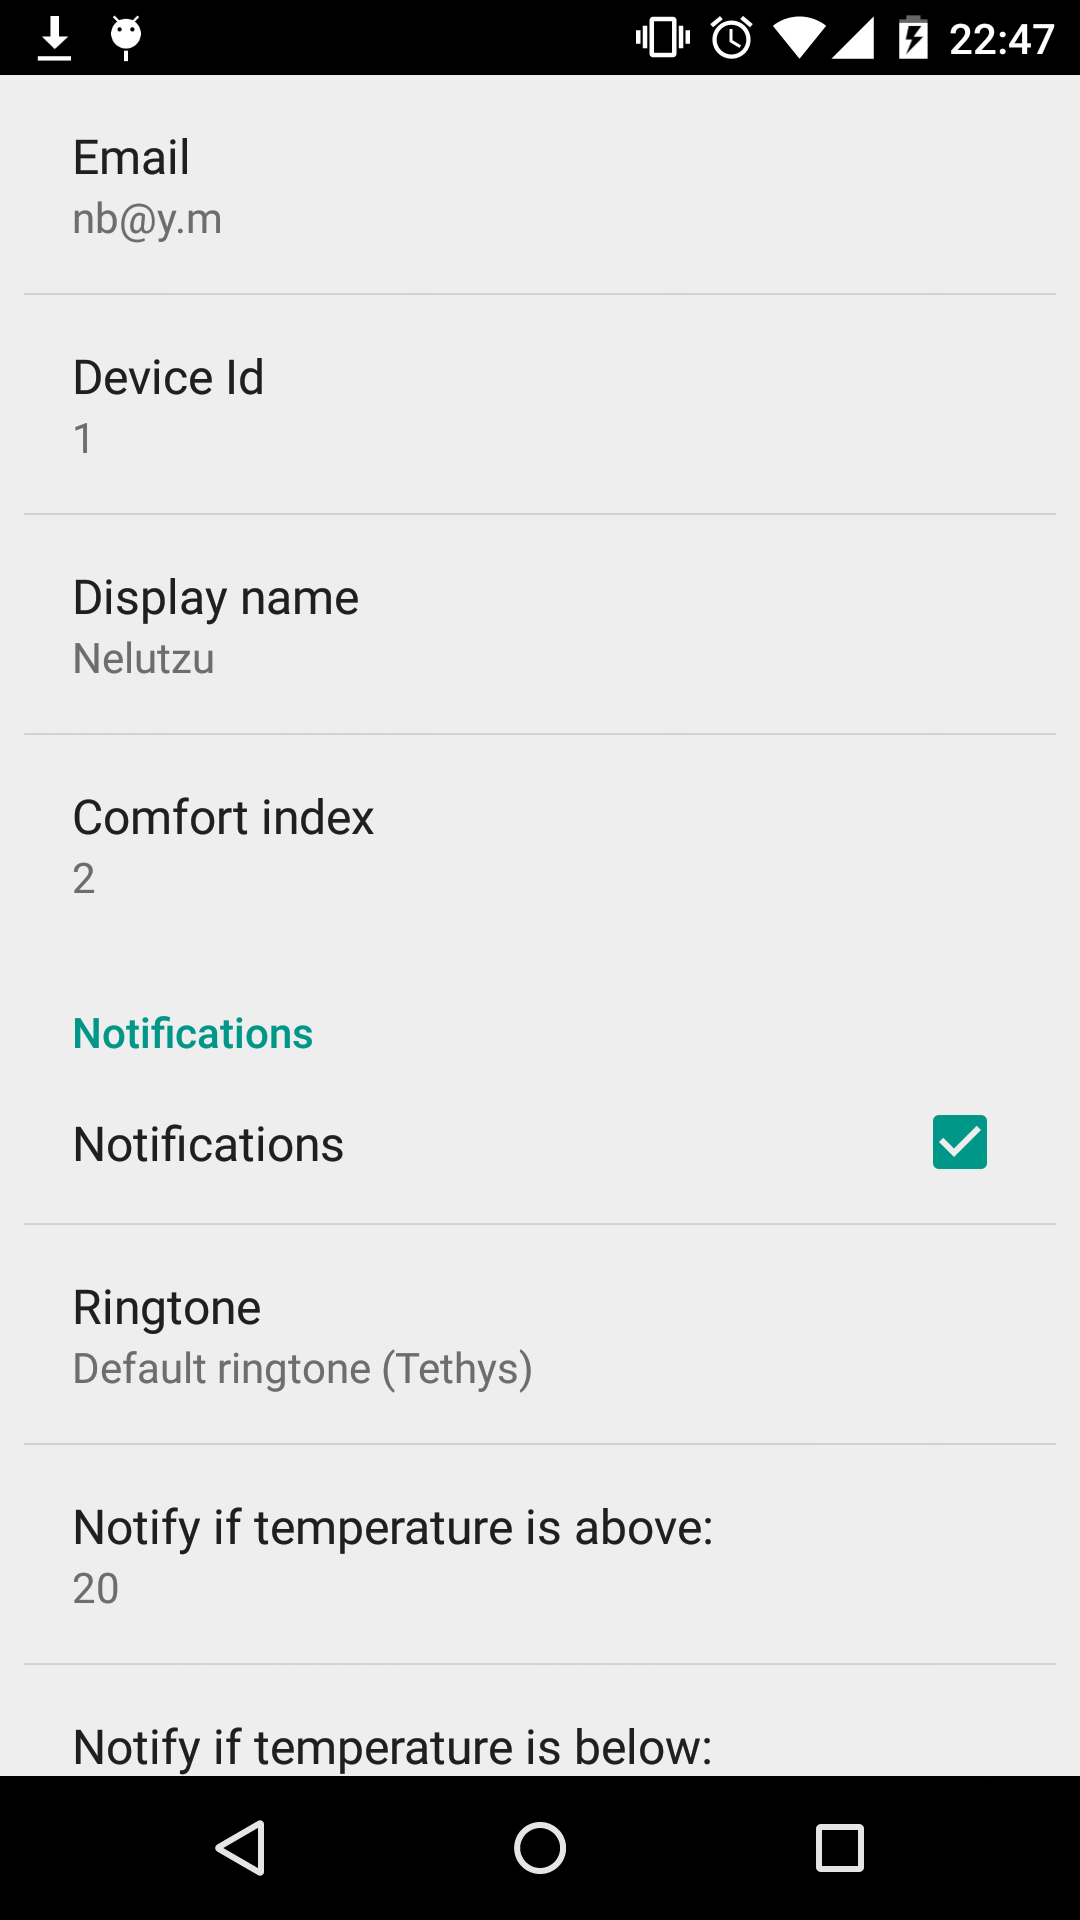 22:47
Email
nb@y.m
Device Id
1
Display name
Nelutzu
Comfort index
2
Notifications
Notifications
Ringtone
Default ringtone (Tethys)
Notify if temperature is above:
20
Notify if temperature is below: